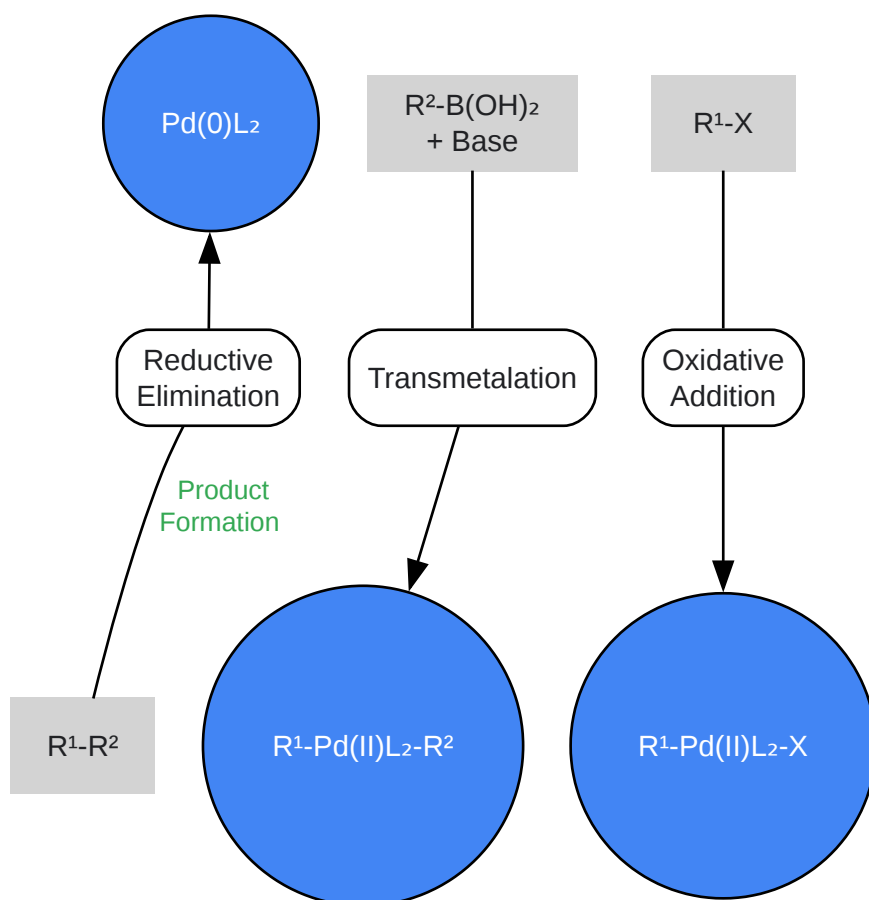 Pd(0)L₂
R²-B(OH)₂
+ Base
R¹-X
Reductive
Elimination
Transmetalation
Oxidative
Addition
Product
Formation
R¹-R²
R¹-Pd(II)L₂-R²
R¹-Pd(II)L₂-X